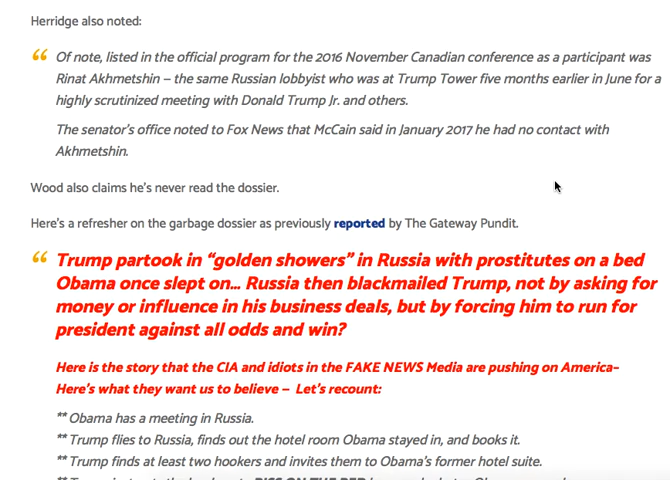 Herridge also noted:
“ Of note, listed in the official program for the 2016 November Canadian conference as a participant was
Rinat Akhmetshin – the same Russian lobbyist who was at Trump Tower five months earlier in June for a
highly scrutinized meeting with Donald Trump Jr. and others.
The senator’s office noted to Fox News that McCain said in January 2017 he had no contact with
Akhmetshin.
Wood also claims he’s never read the dossier.
Here’s a refresher on the garbage dossier as previously reported by The Gateway Pundit.
“ Trump partook in “golden showers” in Russia with prostitutes on a bed
Obama once slept on… Russia then blackmailed Trump, not by asking for
money or influence in his business deals, but by forcing him to run for
president against all odds and win?
Here is the story that the CIA and idiots in the FAKE NEWS Media are pushing on America–
Here’s what they want us to believe – Let’s recount:
** Obama has a meeting in Russia.
** Trump flies to Russia, finds out the hotel room Obama stayed in, and books it.
** Trump finds at least two hookers and invites them to Obama’s former hotel suite.